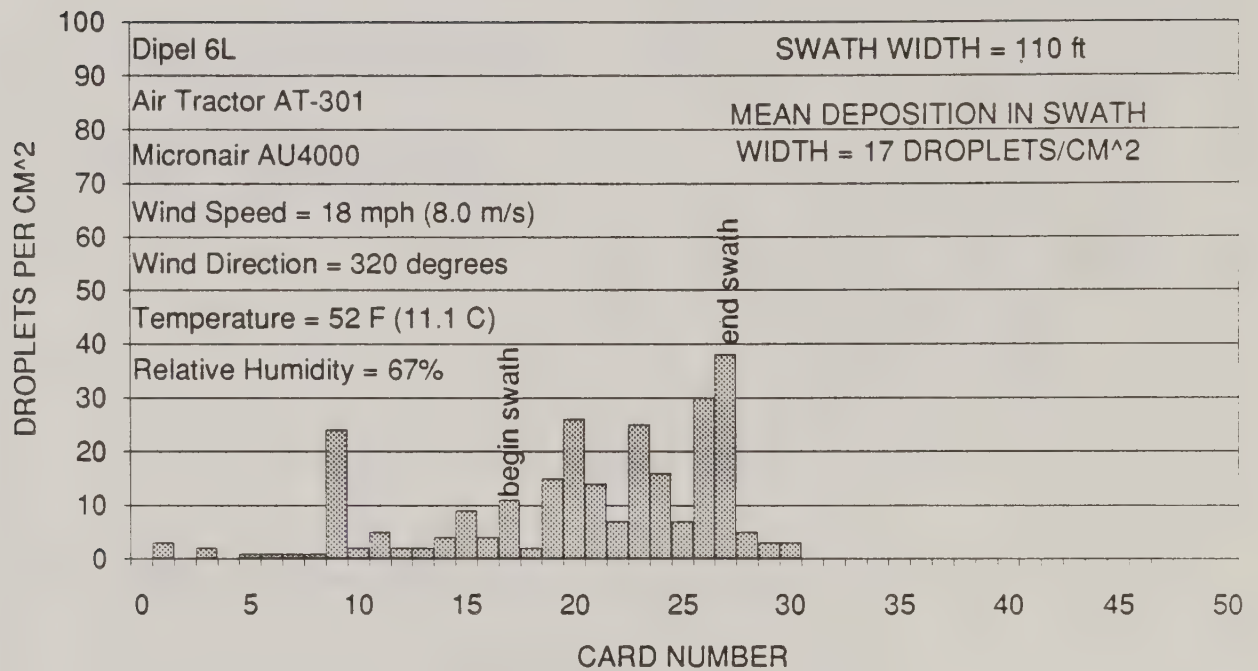 DROPLETS PER CM^2
100
90
80
70
60
50
40
30
20
10
0
Dipel 6L
SWATH WIDTH = 110 ft
Air Tractor AT-301
MEAN DEPOSITION IN SWATH
WIDTH = 17 DROPLETS/CM^2
Micronair AU4000
Wind Speed = 18 mph (8.0 m/s)
Wind Direction = 320 degrees
Temperature = 52 F (11.1 C)
Relative Humidity = 67%
begin swath
end swath
0 5 10 15 20 25 30 35 40 45 50
CARD NUMBER